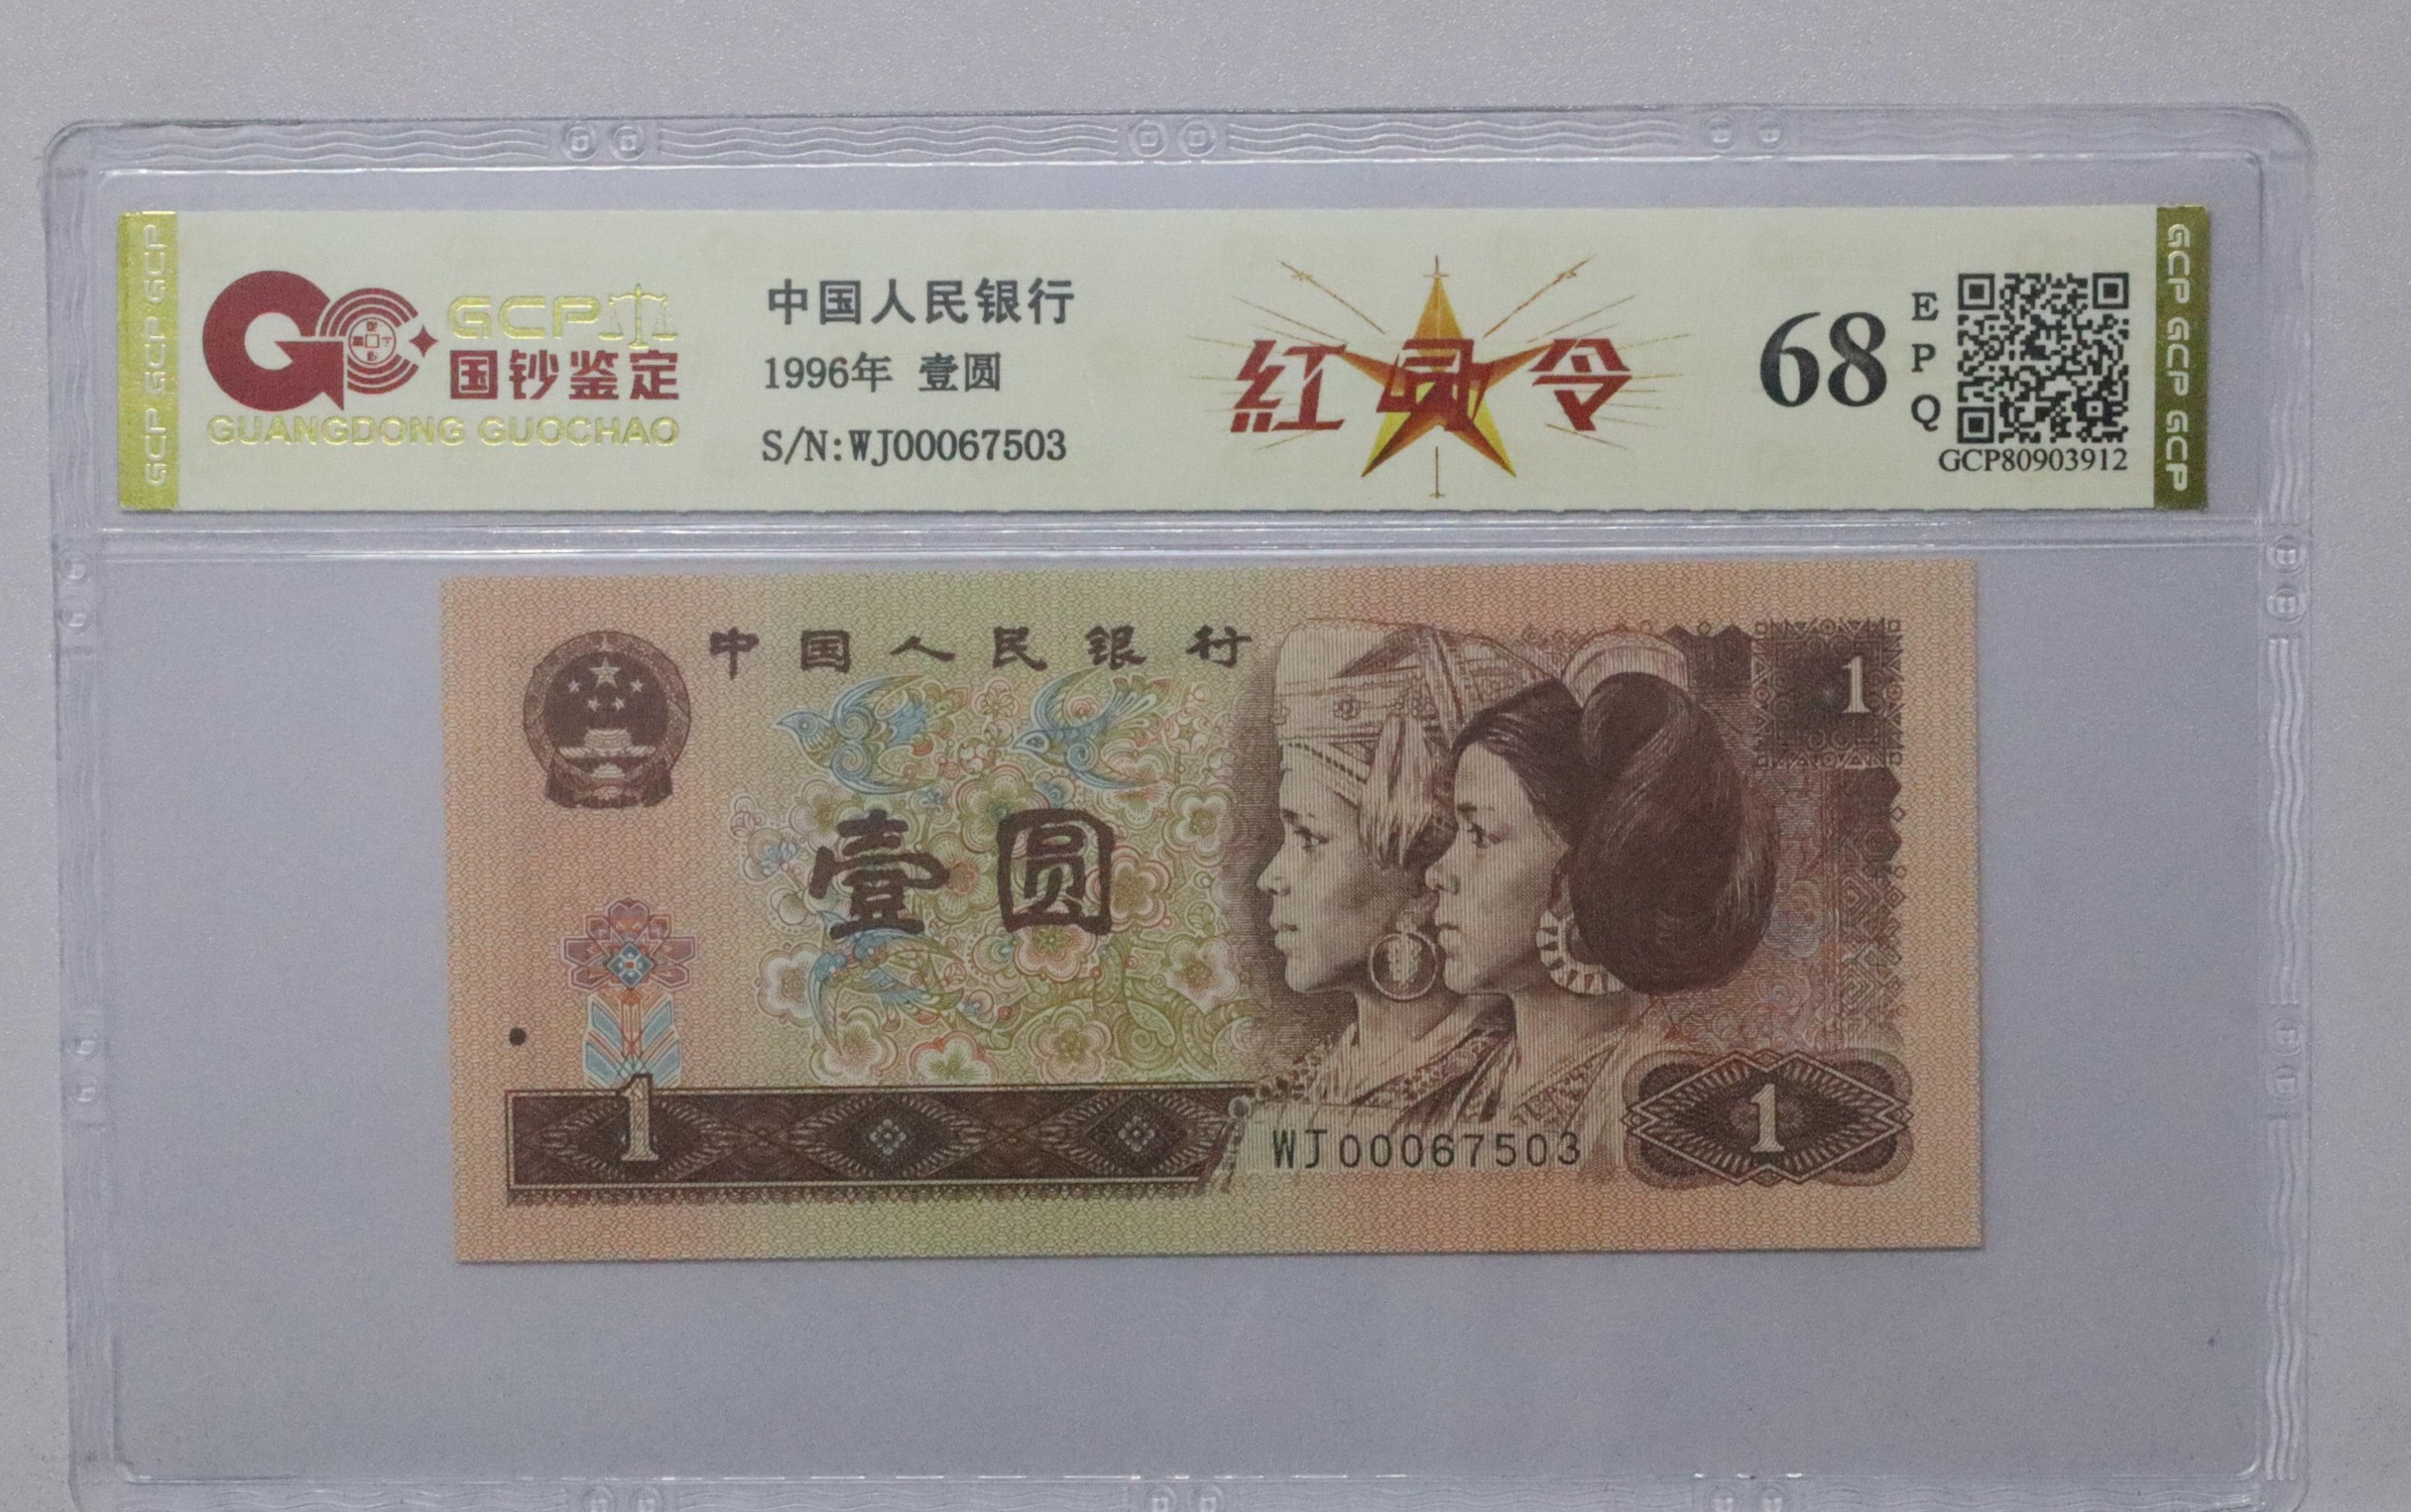 GCP GCP GCP
GCP
国钞鉴定
GUANGDONG GUOCHAO
中国人民银行
1996年 壹圆
S/N:WJ00067503
紅国令
68
EPQ
GCP80903912
GCP GCP GCP
中国人民银行
1
壹圆
1
WJ00067503
1